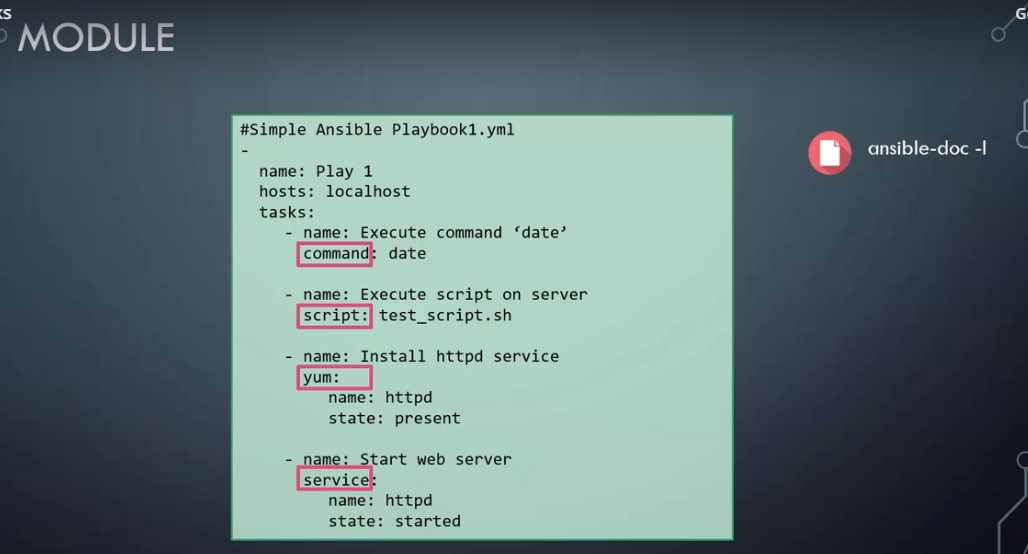 KS
G
MODULE
#Simple Ansible Playbook1.yml
-
name: Play 1
hosts: localhost
tasks:
- name: Execute command ‘date’
command: date
- name: Execute script on server
script: test_script.sh
- name: Install httpd service
yum:
name: httpd
state: present
- name: Start web server
service:
name: httpd
state: started
ansible-doc -l